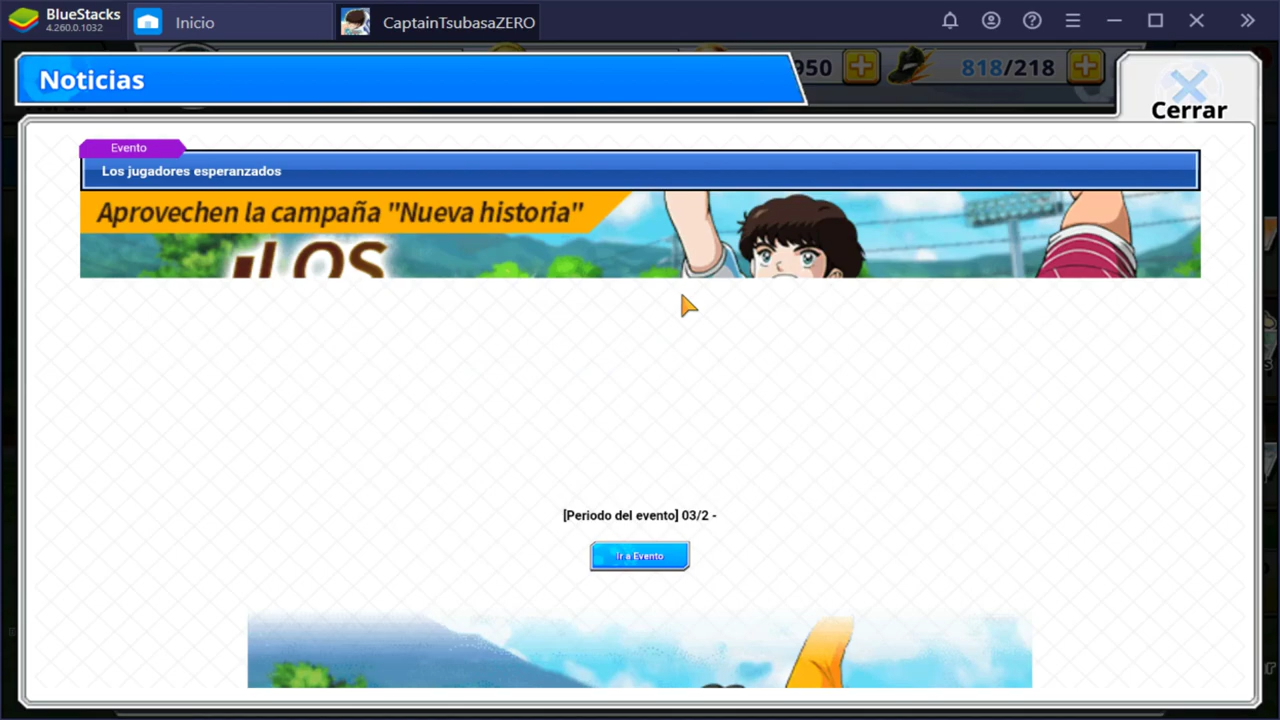 BlueStacks
4.260.0.1032
Inicio
CaptainTsubasaZERO
950
818/218
Noticias
Cerrar
Evento
Los jugadores esperanzados
Aprovechen la campaña "Nueva historia"
¡LOS
[Periodo del evento] 03/2 -
Ir a Evento